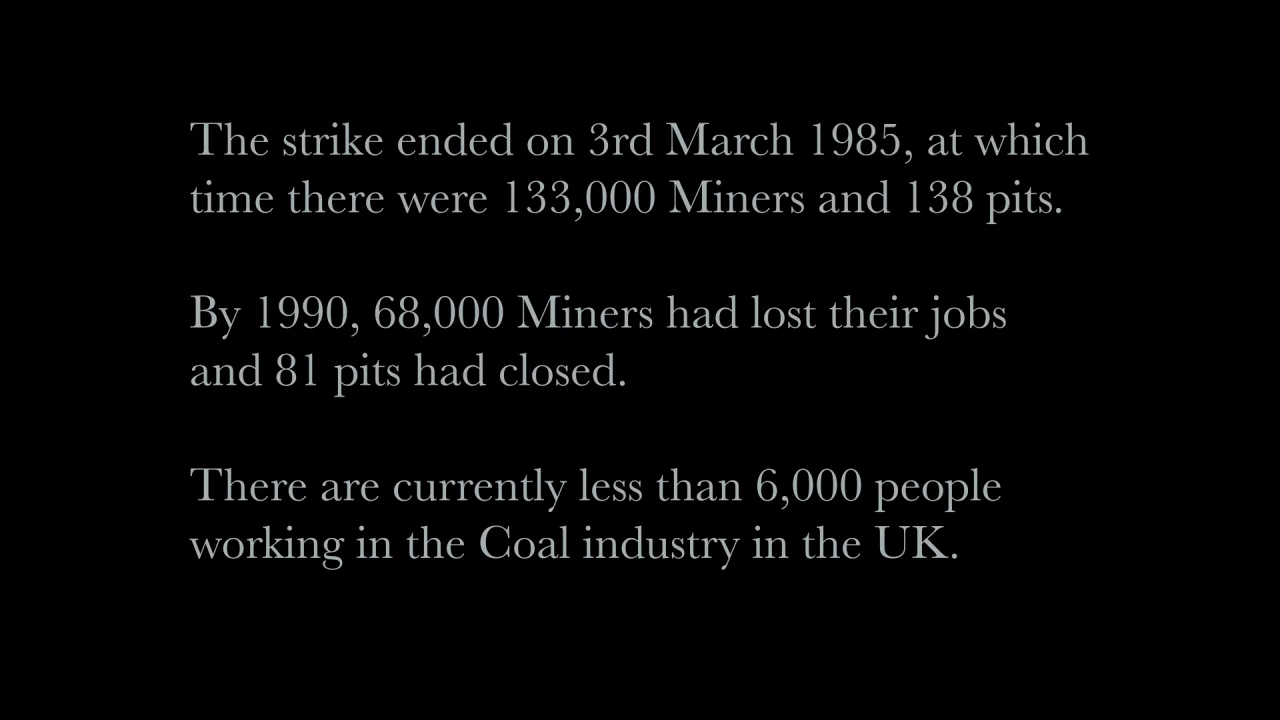 The strike ended on 3rd March 1985, at which
time there were 133,000 Miners and 138 pits.
By 1990, 68,000 Miners had lost their jobs
and 81 pits had closed.
There are currently less than 6,000 people
working in the Coal industry in the UK.